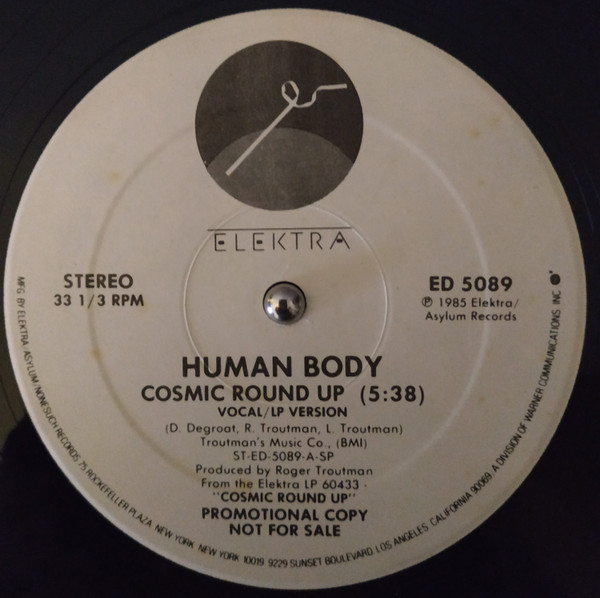 ELEKTRA
STEREO
33 1/3 RPM
ED 5089
℗ 1985 Elektra/
Asylum Records
HUMAN BODY
COSMIC ROUND UP (5:38)
VOCAL/LP VERSION
(D. Degroat, R. Troutman, L. Troutman)
Troutman's Music Co., (BMI)
ST-ED-5089-A-SP
Produced by Roger Troutman
From the Elektra LP 60433 -
"COSMIC ROUND UP"
PROMOTIONAL COPY
NOT FOR SALE
MFG. BY ELEKTRA/ASYLUM/NONESUCH RECORDS 75 ROCKEFELLER PLAZA, NEW YORK, NEW YORK 10019 9229 SUNSET BOULEVARD, LOS ANGELES, CALIFORNIA 90069. A DIVISION OF WARNER COMMUNICATIONS INC